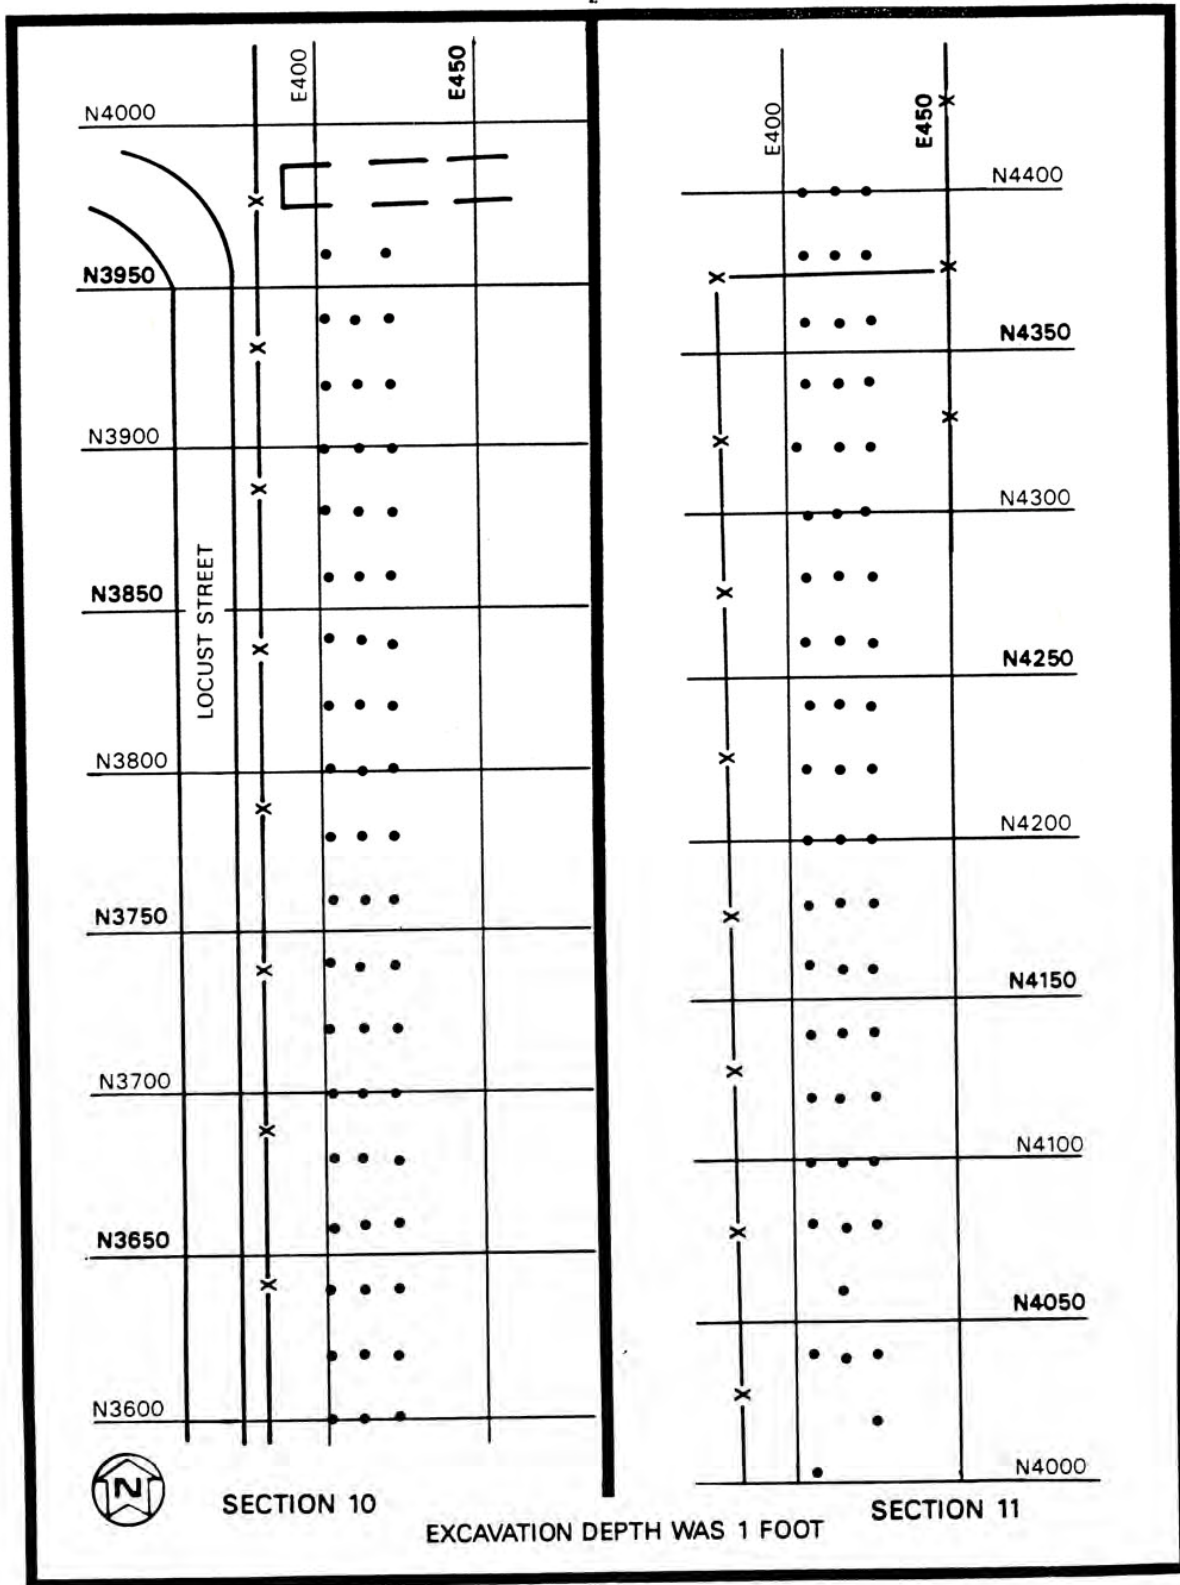 E400
E450
N4000
N3950
N3900
N3850
LOCUST STREET
N3800
N3750
N3700
N3650
N3600
N
SECTION 10
E400
E450
N4400
N4350
N4300
N4250
N4200
N4150
N4100
N4050
N4000
SECTION 11
EXCAVATION DEPTH WAS 1 FOOT